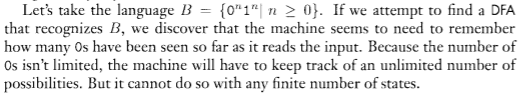 Let's take the language B = {0ⁿ1ⁿ| n ≥ 0}. If we attempt to find a DFA
that recognizes B, we discover that the machine seems to need to remember
how many 0s have been seen so far as it reads the input. Because the number of
0s isn't limited, the machine will have to keep track of an unlimited number of
possibilities. But it cannot do so with any finite number of states.